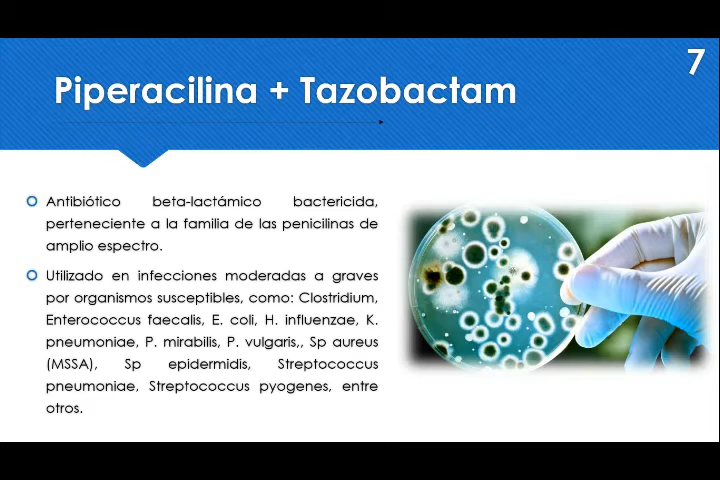 7
Piperacilina + Tazobactam
Antibiótico beta-lactámico bactericida,
perteneciente a la familia de las penicilinas de
amplio espectro.
Utilizado en infecciones moderadas a graves
por organismos susceptibles, como: Clostridium,
Enterococcus faecalis, E. coli, H. influenzae, K.
pneumoniae, P. mirabilis, P. vulgaris,, Sp aureus
(MSSA), Sp epidermidis, Streptococcus
pneumoniae, Streptococcus pyogenes, entre
otros.